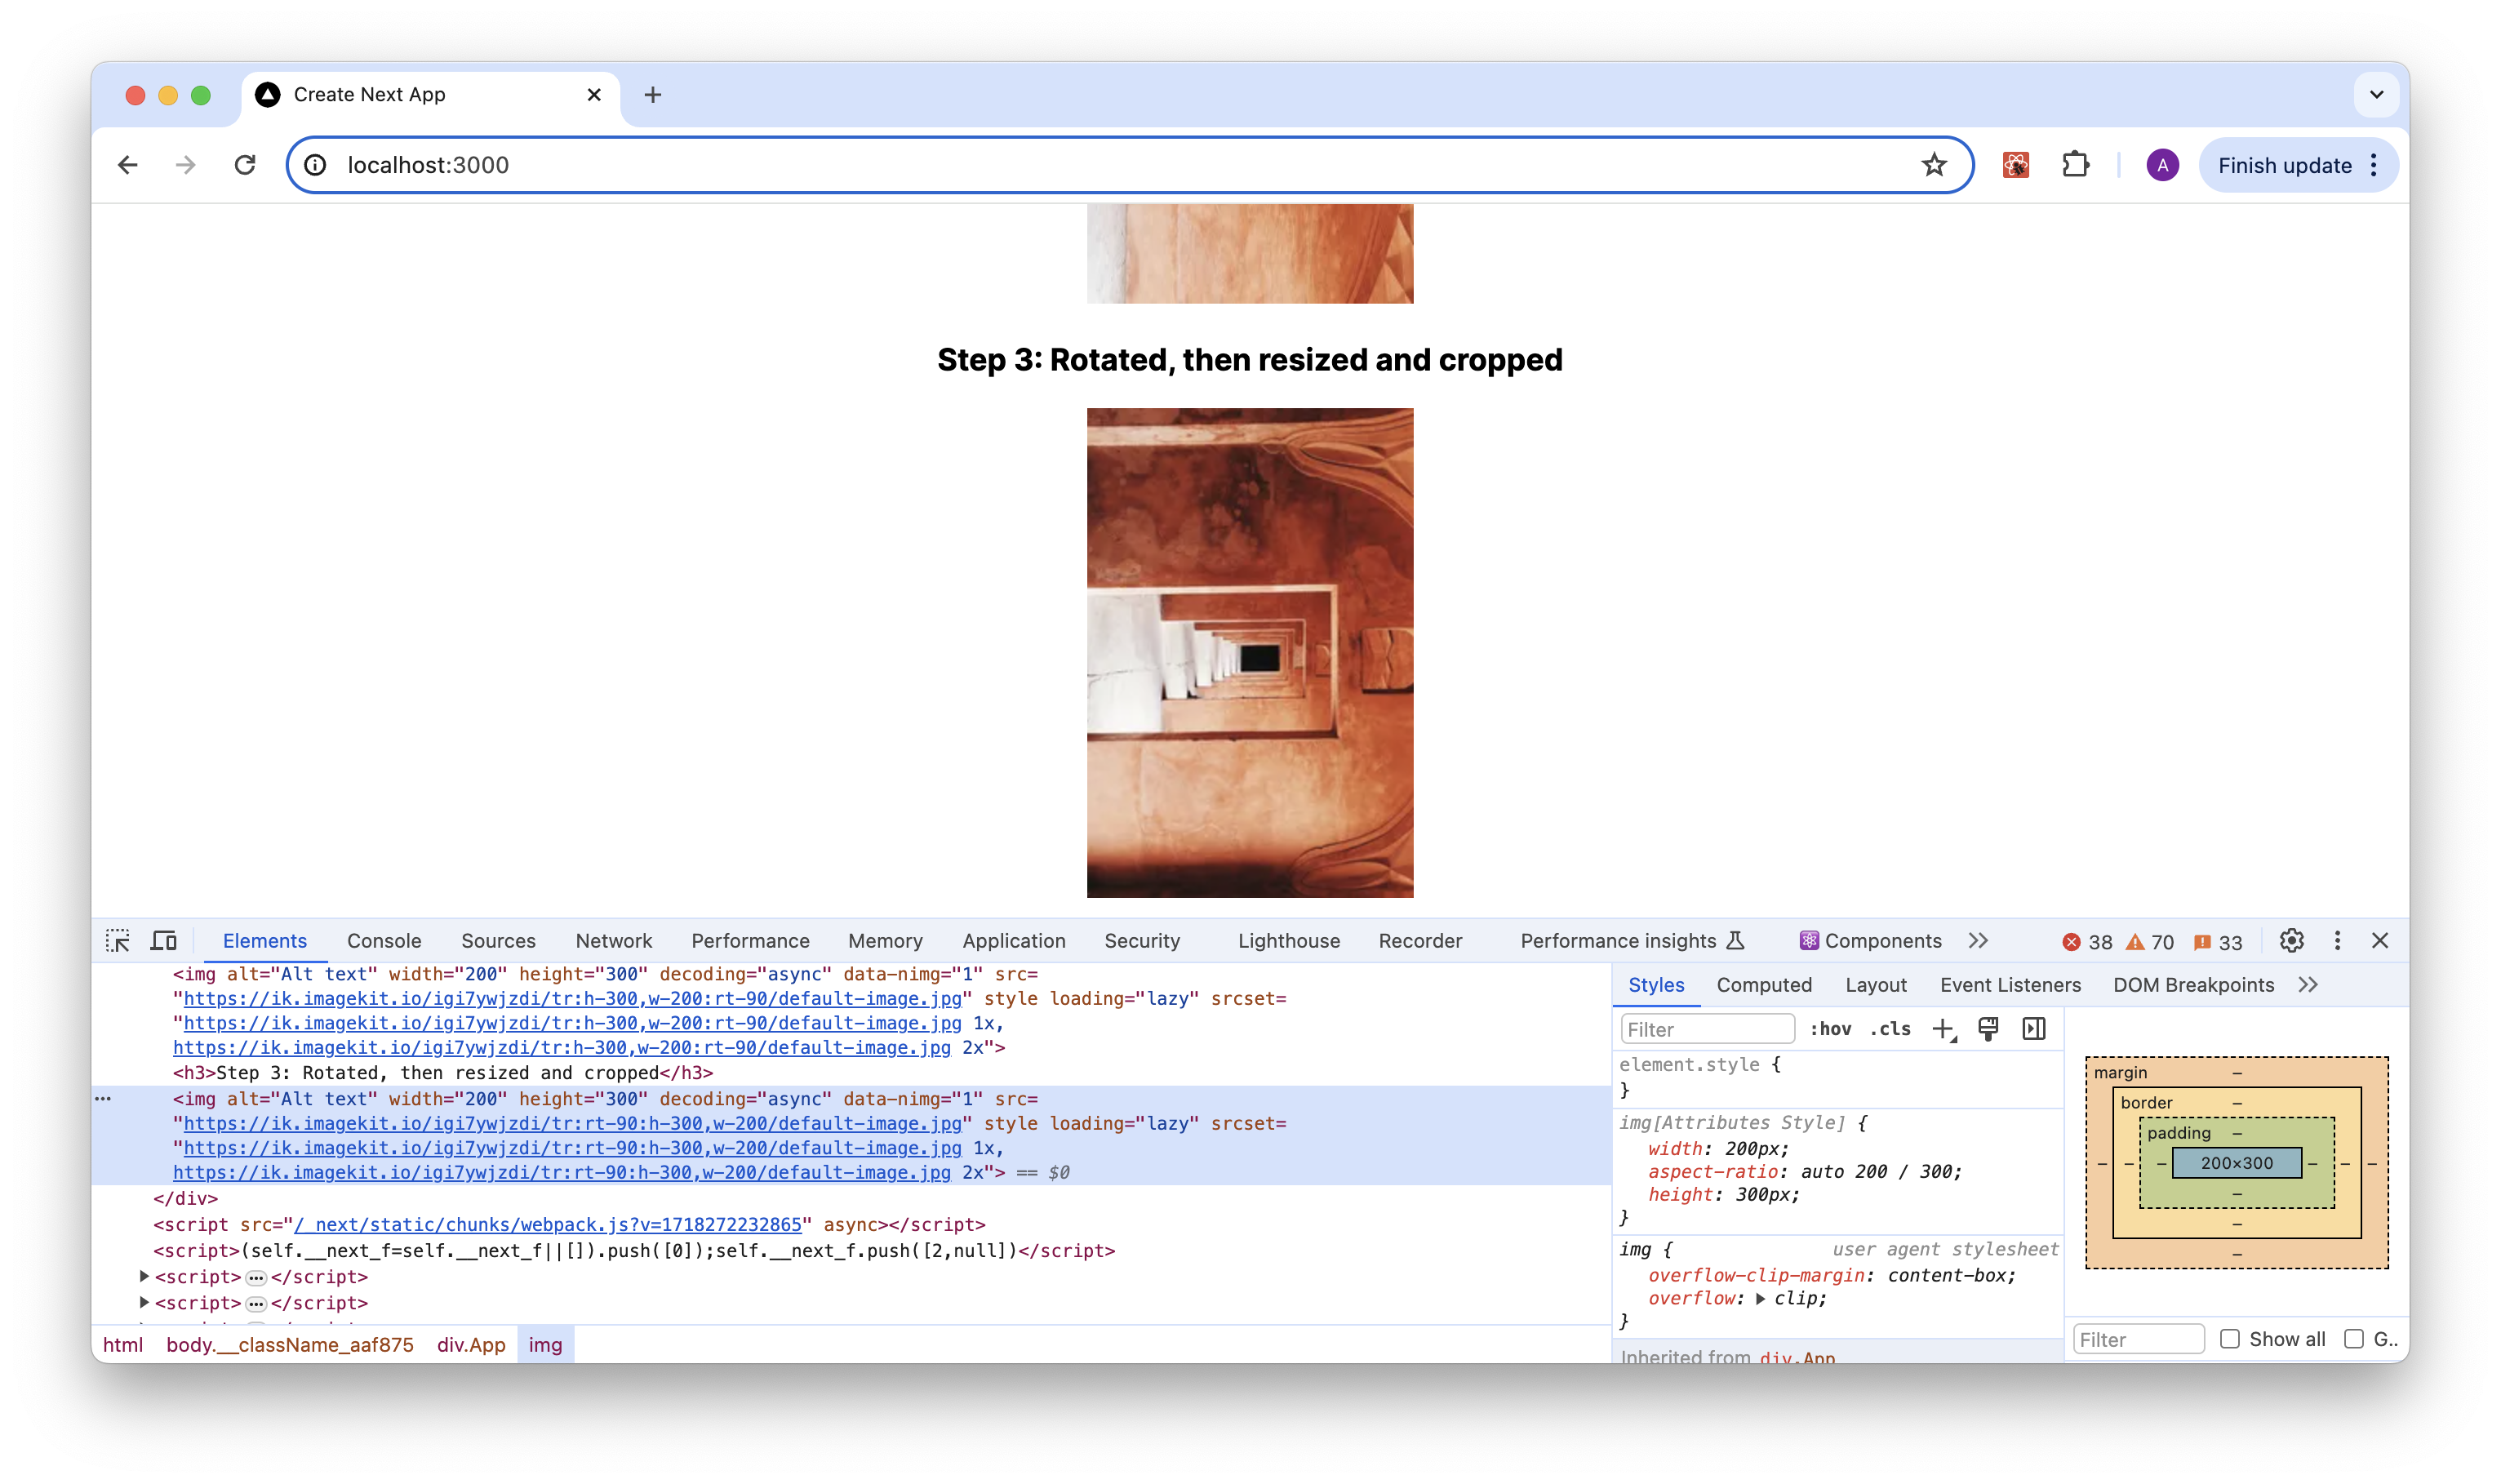 Create Next App
localhost:3000
A
Finish update
Step 3: Rotated, then resized and cropped
Elements Console Sources Network Performance Memory Application Security Lighthouse Recorder Performance insights Components 38 70 33
<img alt="Alt text" width="200" height="300" decoding="async" data-nimg="1" src=
"https://ik.imagekit.io/igi7ywjzdi/tr:h-300,w-200:rt-90/default-image.jpg" style loading="lazy" srcset=
"https://ik.imagekit.io/igi7ywjzdi/tr:h-300,w-200:rt-90/default-image.jpg 1x,
https://ik.imagekit.io/igi7ywjzdi/tr:h-300,w-200:rt-90/default-image.jpg 2x">
<h3>Step 3: Rotated, then resized and cropped</h3>
<img alt="Alt text" width="200" height="300" decoding="async" data-nimg="1" src=
"https://ik.imagekit.io/igi7ywjzdi/tr:rt-90:h-300,w-200/default-image.jpg" style loading="lazy" srcset=
"https://ik.imagekit.io/igi7ywjzdi/tr:rt-90:h-300,w-200/default-image.jpg 1x,
https://ik.imagekit.io/igi7ywjzdi/tr:rt-90:h-300,w-200/default-image.jpg 2x"> == $0
</div>
<script src="/_next/static/chunks/webpack.js?v=1718272232865" async></script>
<script>(self.__next_f=self.__next_f||[]).push([0]);self.__next_f.push([2,null])</script>
<script>…</script>
<script>…</script>
html body.__className_aaf875 div.App img
Styles Computed Layout Event Listeners DOM Breakpoints
Filter :hov .cls
element.style {
}
img[Attributes Style] {
width: 200px;
aspect-ratio: auto 200 / 300;
height: 300px;
}
img { user agent stylesheet
overflow-clip-margin: content-box;
overflow: clip;
}
Inherited from div.App
margin –
border –
padding –
– – – 200×300 – – –
–
–
–
Filter Show all G..